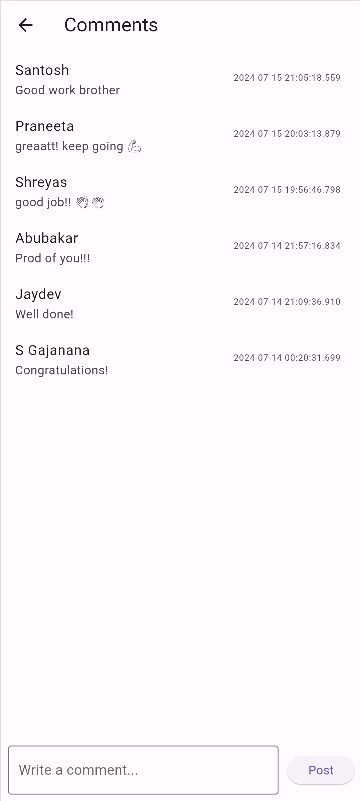 Comments
Santosh
2024-07-15 21:05:18.559
Good work brother
Praneeta
2024-07-15 20:03:13.879
greaatt! keep going 💪
Shreyas
2024-07-15 19:56:46.798
good job!! 👏 👏
Abubakar
2024-07-14 21:57:16.834
Prod of you!!!
Jaydev
2024-07-14 21:09:36.910
Well done!
S Gajanana
2024-07-14 00:20:31.699
Congratulations!
Write a comment...
Post